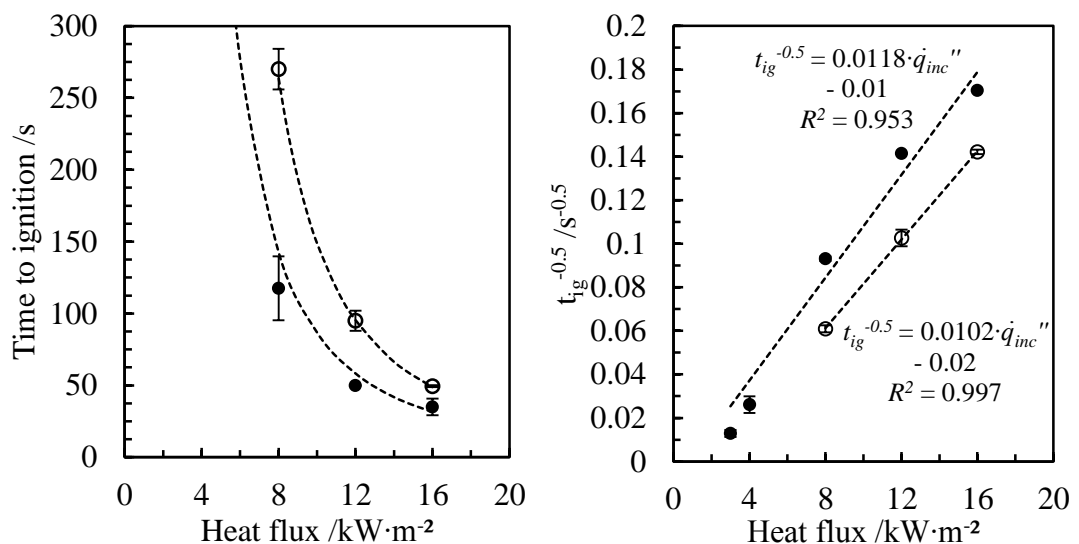 300
250
200
150
100
50
0
0 4 8 12 16 20
Time to ignition /s
Heat flux /kW·m⁻²
0.2
0.18
0.16
0.14
0.12
0.1
0.08
0.06
0.04
0.02
0
0 4 8 12 16 20
t_ig^-0.5 /s^-0.5
Heat flux /kW·m⁻²
t_ig^-0.5 = 0.0118·q̇_inc''
- 0.01
R² = 0.953
t_ig^-0.5 = 0.0102·q̇_inc''
- 0.02
R² = 0.997